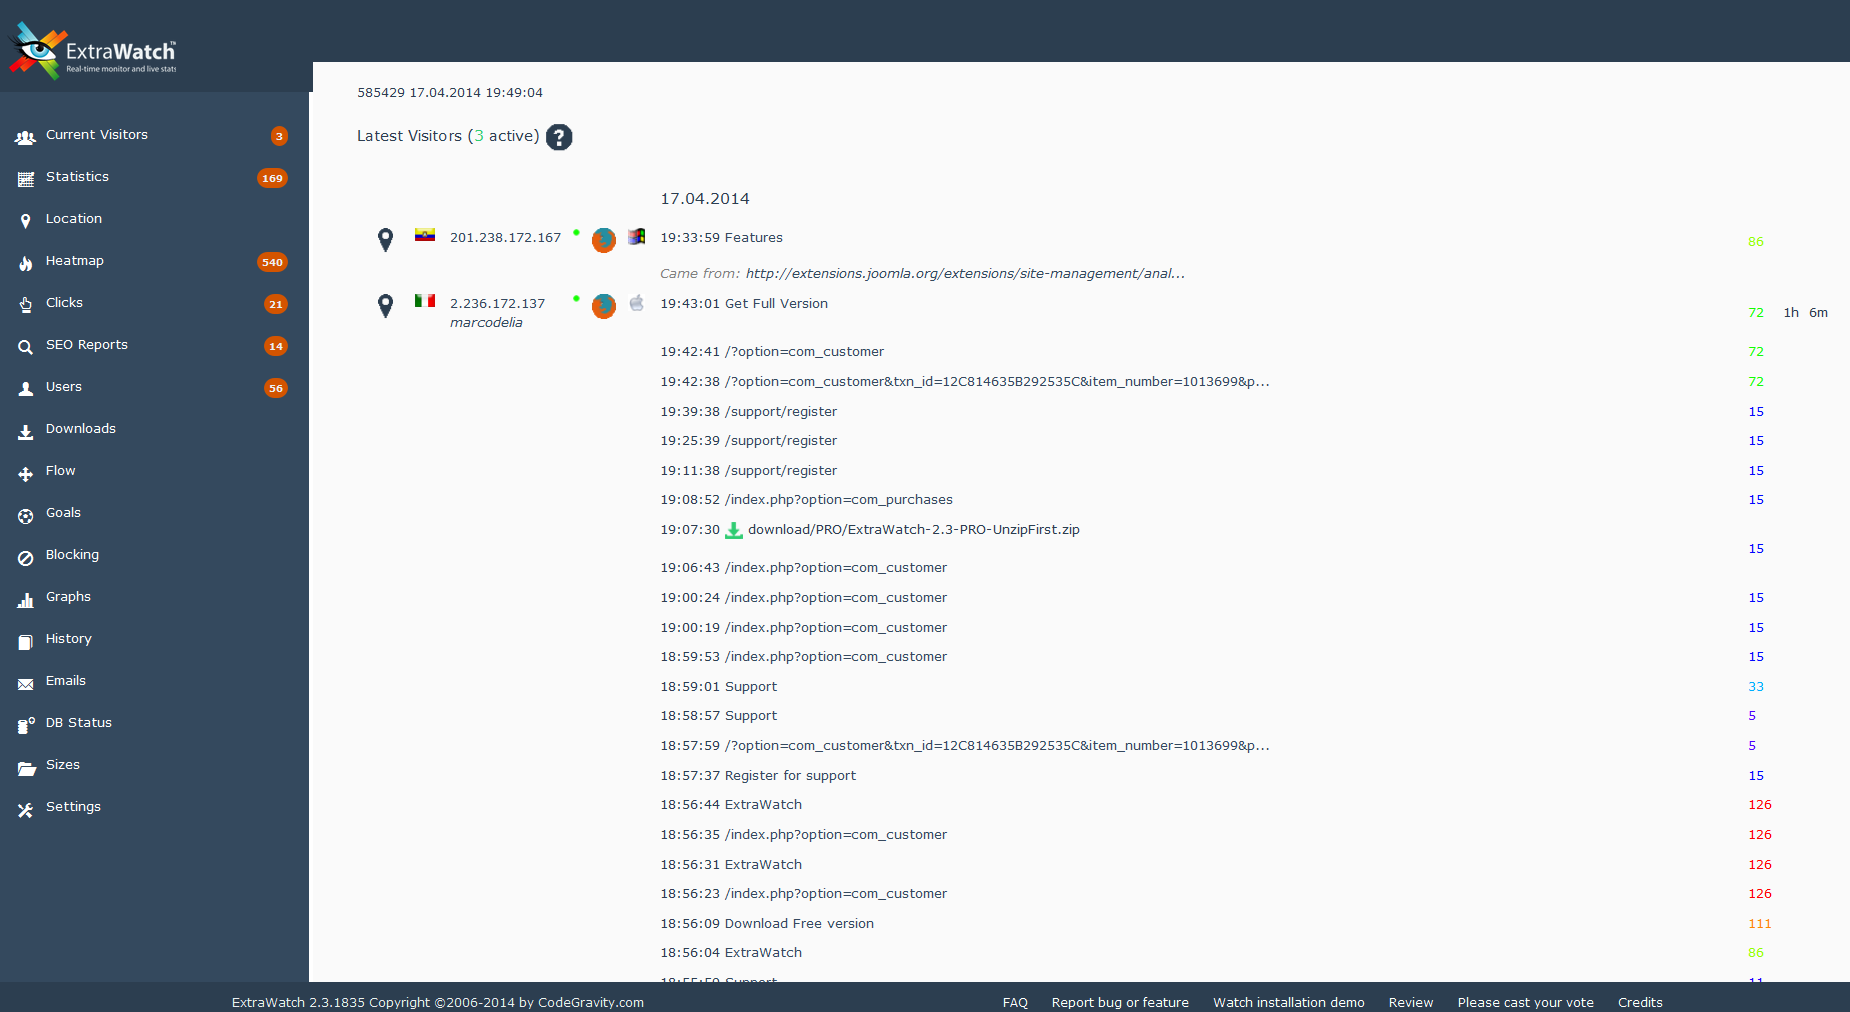 ExtraWatch™
Real-time monitor and live stats
Current Visitors 3
Statistics 169
Location
Heatmap 540
Clicks 21
SEO Reports 14
Users 56
Downloads
Flow
Goals
Blocking
Graphs
History
Emails
DB Status
Sizes
Settings
585429 17.04.2014 19:49:04
Latest Visitors (3 active) ?
17.04.2014
201.238.172.167 19:33:59 Features 86
Came from: http://extensions.joomla.org/extensions/site-management/anal...
2.236.172.137 19:43:01 Get Full Version 72 1h 6m
marcodelia
19:42:41 /?option=com_customer 72
19:42:38 /?option=com_customer&txn_id=12C814635B292535C&item_number=1013699&p... 72
19:39:38 /support/register 15
19:25:39 /support/register 15
19:11:38 /support/register 15
19:08:52 /index.php?option=com_purchases 15
19:07:30 download/PRO/ExtraWatch-2.3-PRO-UnzipFirst.zip
15
19:06:43 /index.php?option=com_customer
19:00:24 /index.php?option=com_customer 15
19:00:19 /index.php?option=com_customer 15
18:59:53 /index.php?option=com_customer 15
18:59:01 Support 33
18:58:57 Support 5
18:57:59 /?option=com_customer&txn_id=12C814635B292535C&item_number=1013699&p... 5
18:57:37 Register for support 15
18:56:44 ExtraWatch 126
18:56:35 /index.php?option=com_customer 126
18:56:31 ExtraWatch 126
18:56:23 /index.php?option=com_customer 126
18:56:09 Download Free version 111
18:56:04 ExtraWatch 86
Support 11
ExtraWatch 2.3.1835 Copyright ©2006-2014 by CodeGravity.com FAQ Report bug or feature Watch installation demo Review Please cast your vote Credits